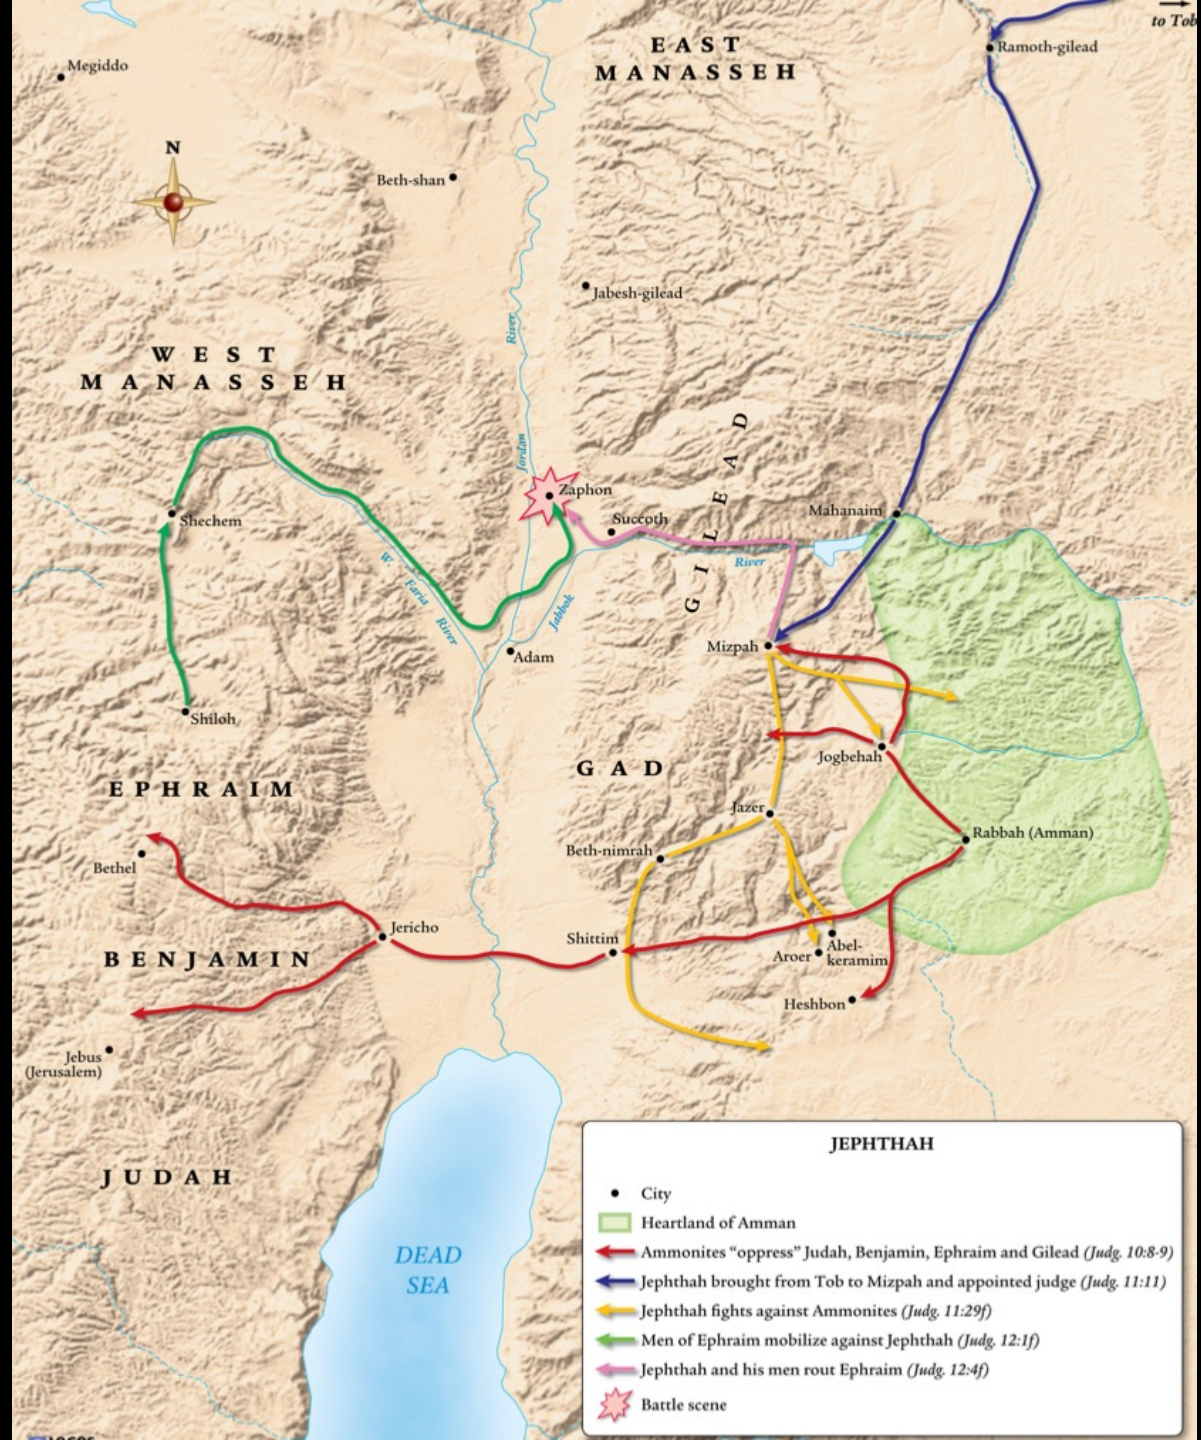 to Tob
EAST
MANASSEH
Ramoth-gilead
Megiddo
N
Beth-shan
Jabesh-gilead
River
WEST
MANASSEH
GILEAD
Jordan
Zaphon
Mahanaim
Shechem
Succoth
River
W. Faria River
Jabbok
Mizpah
Adam
Shiloh
Jogbehah
GAD
EPHRAIM
Jazer
Rabbah (Amman)
Beth-nimrah
Bethel
Jericho
Shittim
Abel-
keramim
Aroer
BENJAMIN
Heshbon
Jebus
(Jerusalem)
JUDAH
DEAD
SEA
JEPHTHAH
City
Heartland of Amman
Ammonites “oppress” Judah, Benjamin, Ephraim and Gilead (Judg. 10:8-9)
Jephthah brought from Tob to Mizpah and appointed judge (Judg. 11:11)
Jephthah fights against Ammonites (Judg. 11:29f)
Men of Ephraim mobilize against Jephthah (Judg. 12:1f)
Jephthah and his men rout Ephraim (Judg. 12:4f)
Battle scene